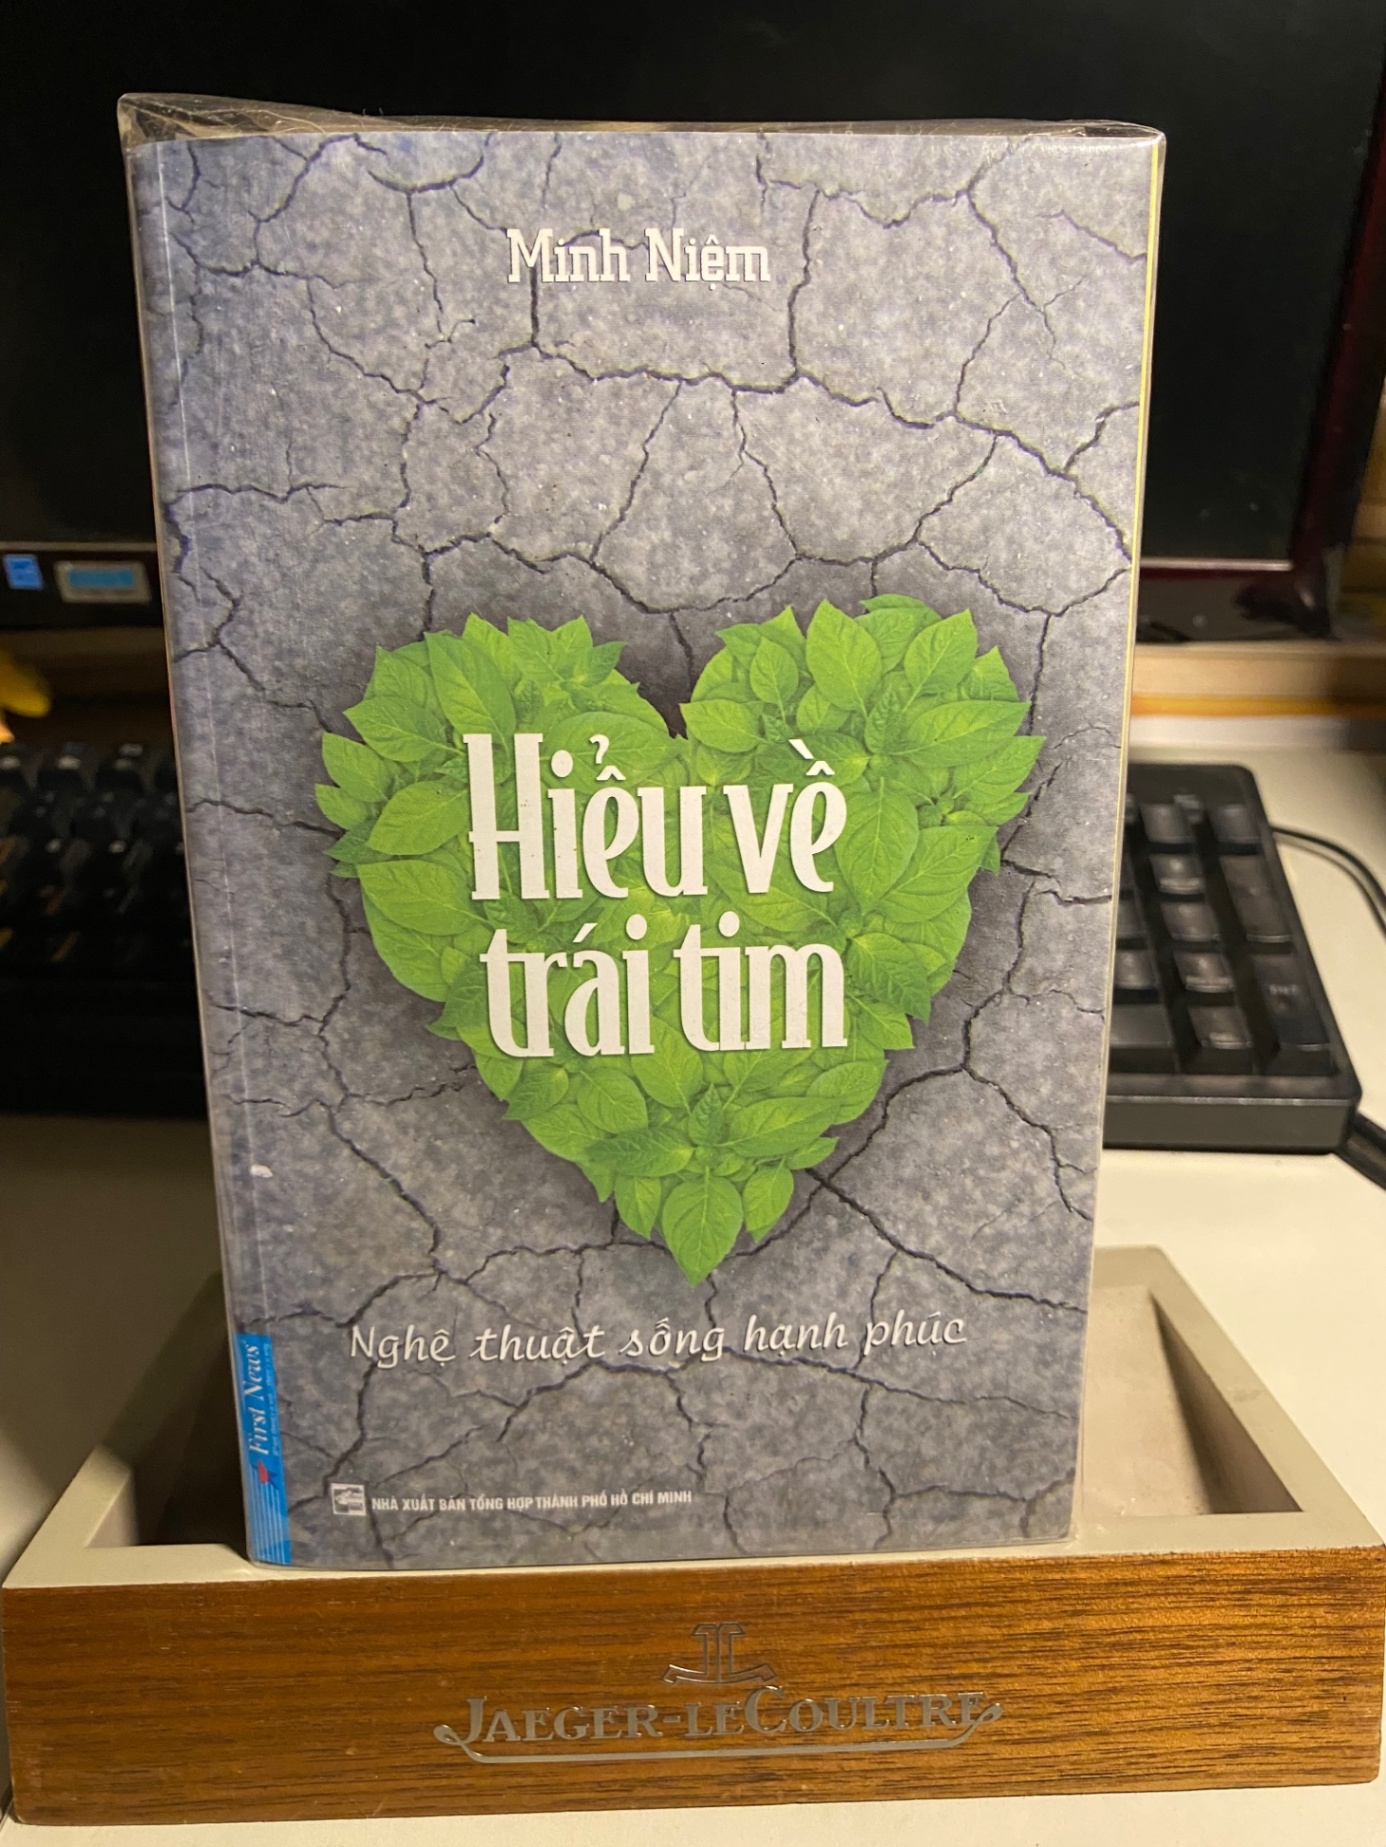 Minh Niệm
Hiểu về
trái tim
Nghệ thuật sống hạnh phúc
First News
NHÀ XUẤT BẢN TỔNG HỢP THÀNH PHỐ HỒ CHÍ MINH
JAEGER-LECOULTRE